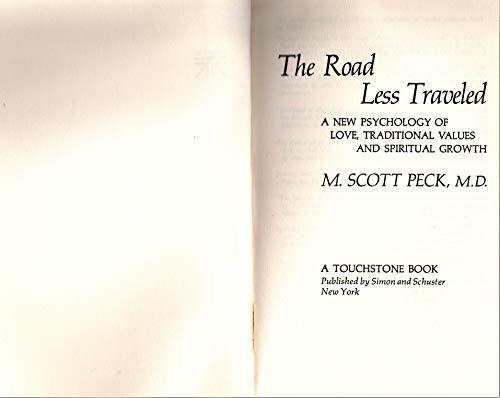 The Road
Less Traveled
A NEW PSYCHOLOGY OF
LOVE, TRADITIONAL VALUES
AND SPIRITUAL GROWTH
M. SCOTT PECK, M.D.
A TOUCHSTONE BOOK
Published by Simon and Schuster
New York